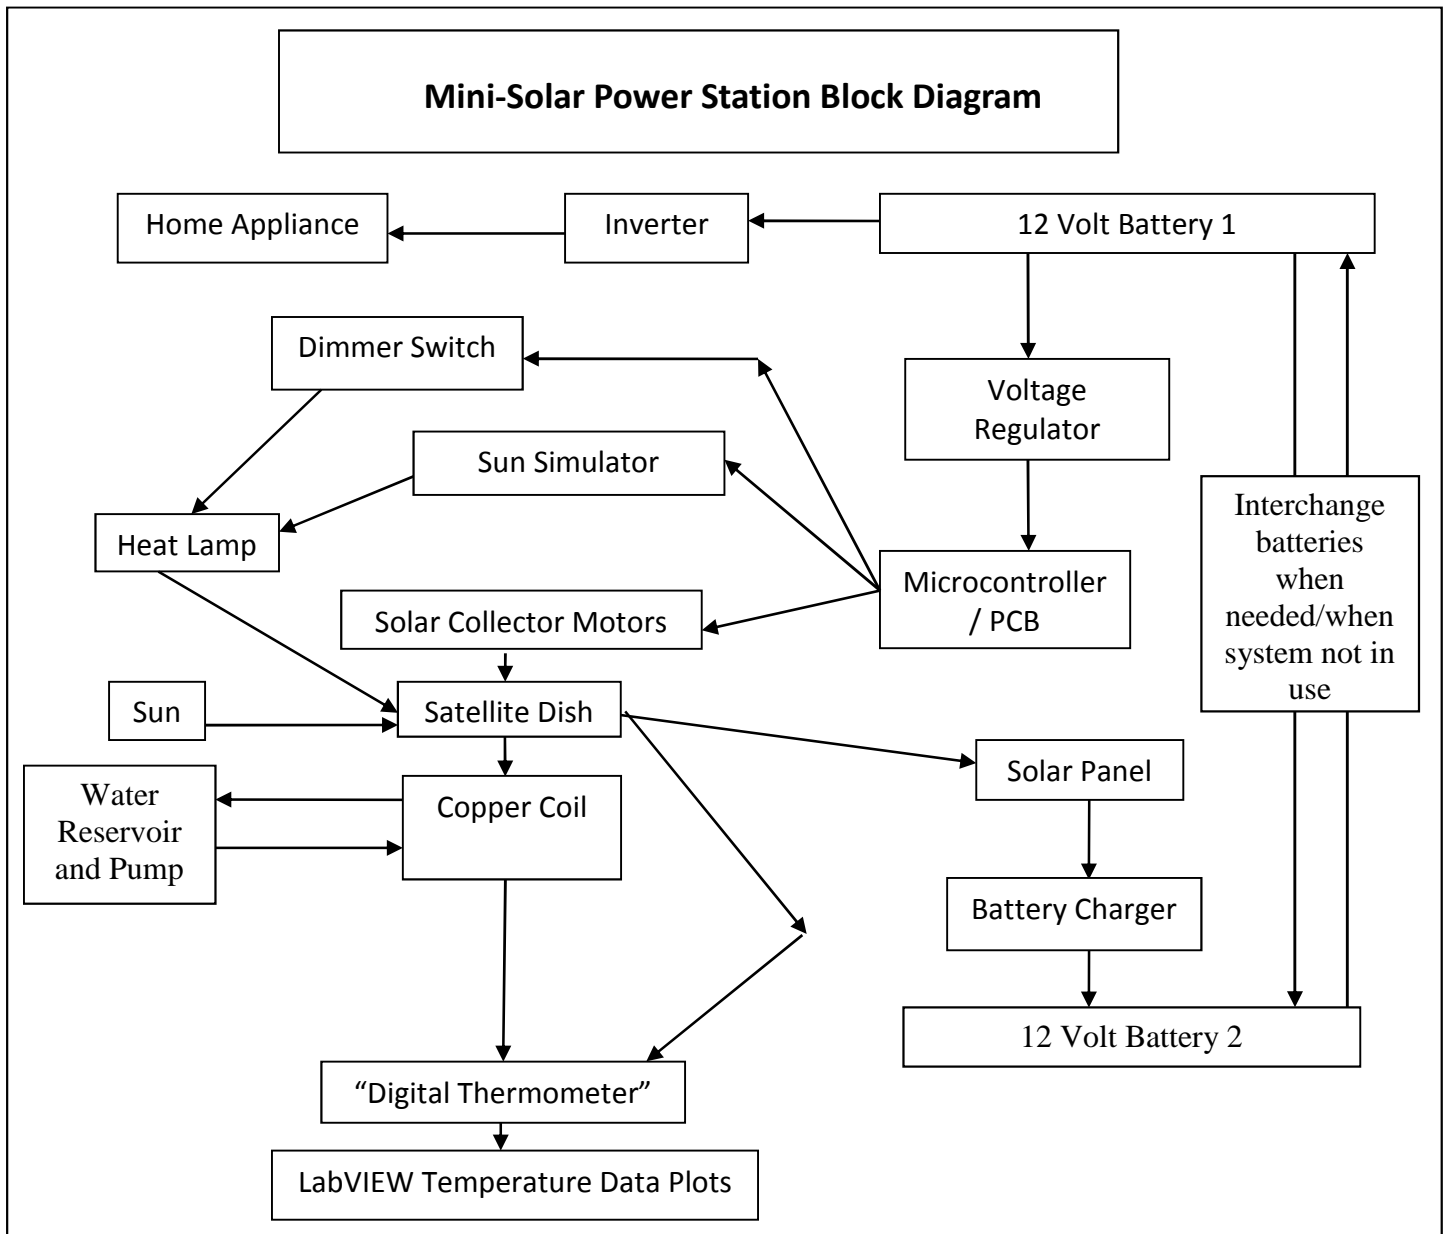 Mini-Solar Power Station Block Diagram
Home Appliance
Inverter
12 Volt Battery 1
Dimmer Switch
Voltage
Regulator
Sun Simulator
Heat Lamp
Interchange
batteries
when
needed/when
system not in
use
Microcontroller
/ PCB
Solar Collector Motors
Sun
Satellite Dish
Solar Panel
Water
Reservoir
and Pump
Copper Coil
Battery Charger
12 Volt Battery 2
“Digital Thermometer”
LabVIEW Temperature Data Plots